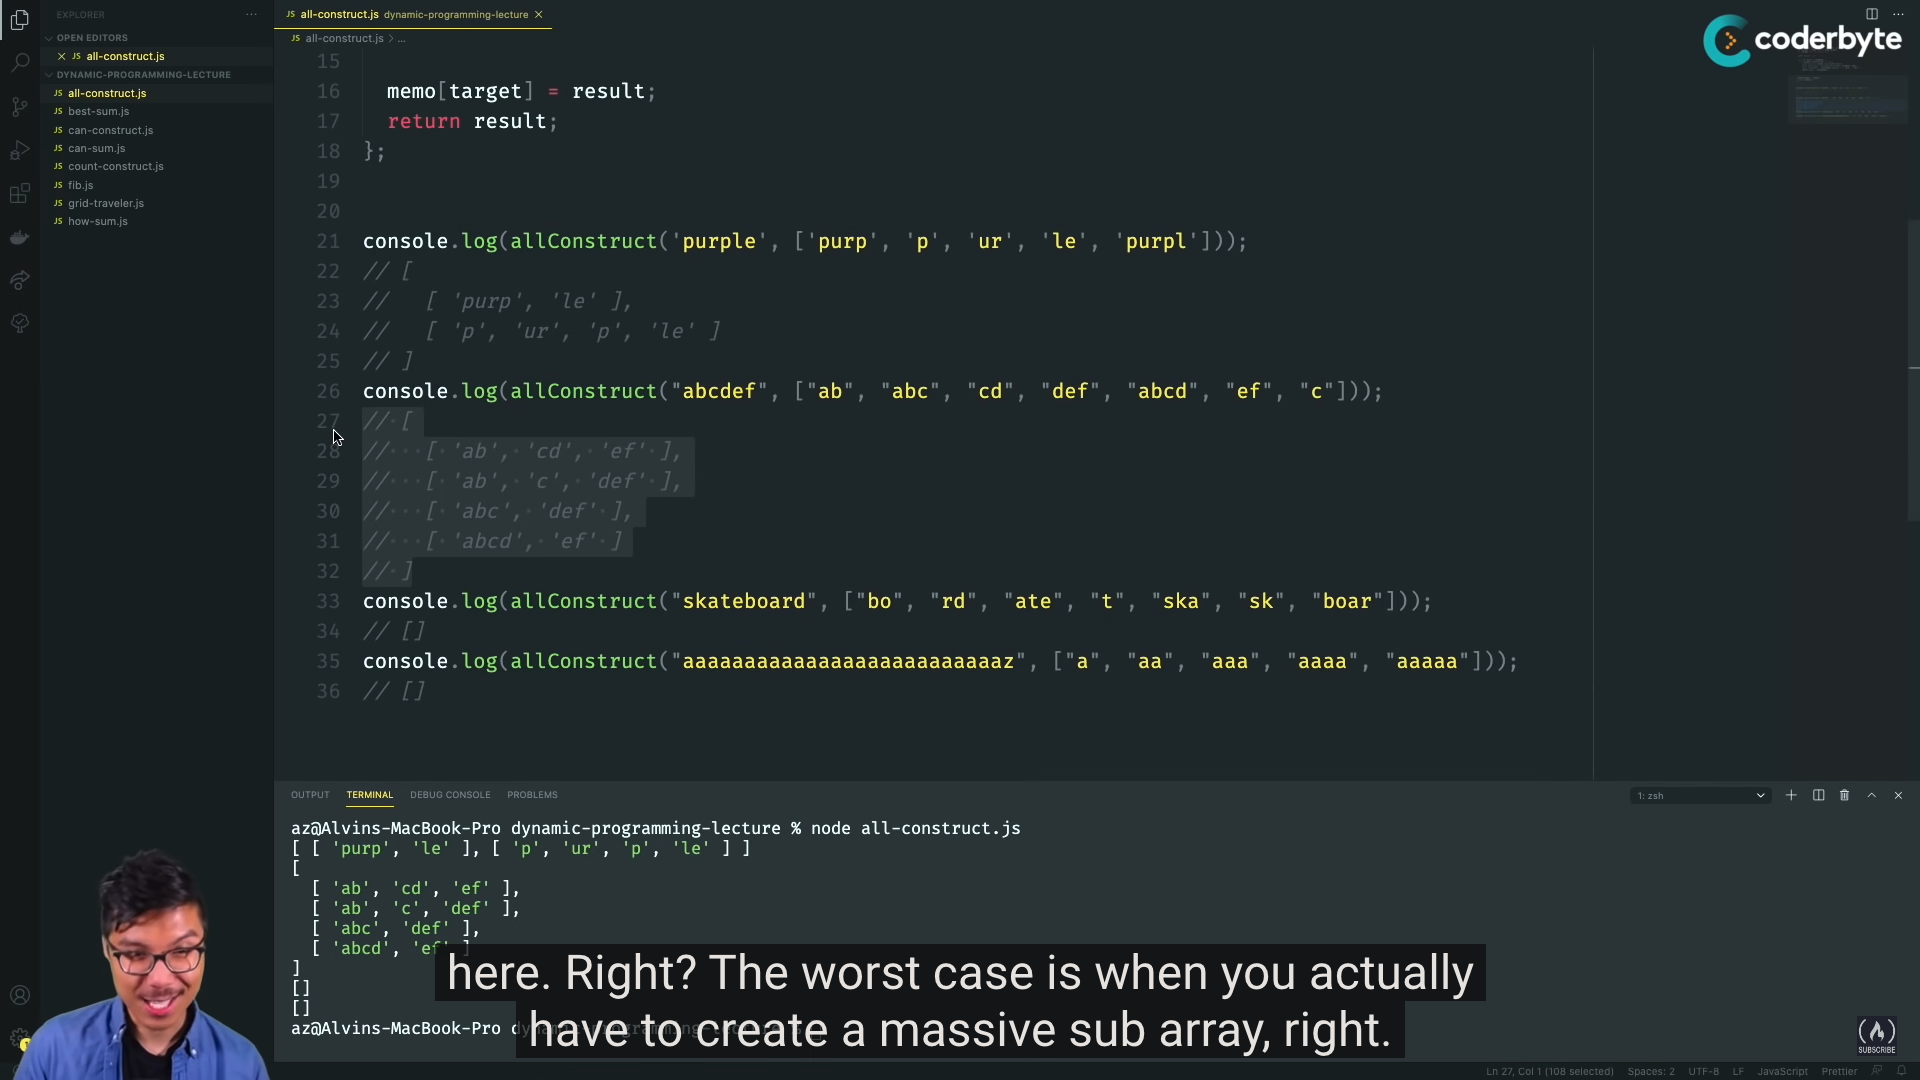 EXPLORER
OPEN EDITORS
JS all-construct.js
DYNAMIC-PROGRAMMING-LECTURE
JS all-construct.js
JS best-sum.js
JS can-construct.js
JS can-sum.js
JS count-construct.js
JS fib.js
JS grid-traveler.js
JS how-sum.js
JS all-construct.js dynamic-programming-lecture
JS all-construct.js > ...
coderbyte
15
16 memo[target] = result;
17 return result;
18 };
19
20
21 console.log(allConstruct('purple', ['purp', 'p', 'ur', 'le', 'purpl']));
22 // [
23 //   [ 'purp', 'le' ],
24 //   [ 'p', 'ur', 'p', 'le' ]
25 // ]
26 console.log(allConstruct("abcdef", ["ab", "abc", "cd", "def", "abcd", "ef", "c"]));
27 // [
28 //   [ 'ab', 'cd', 'ef' ],
29 //   [ 'ab', 'c', 'def' ],
30 //   [ 'abc', 'def' ],
31 //   [ 'abcd', 'ef' ]
32 // ]
33 console.log(allConstruct("skateboard", ["bo", "rd", "ate", "t", "ska", "sk", "boar"]));
34 // []
35 console.log(allConstruct("aaaaaaaaaaaaaaaaaaaaaaaaaaz", ["a", "aa", "aaa", "aaaa", "aaaaa"]));
36 // []
OUTPUT TERMINAL DEBUG CONSOLE PROBLEMS
1: zsh
az@Alvins-MacBook-Pro dynamic-programming-lecture % node all-construct.js
[ [ 'purp', 'le' ], [ 'p', 'ur', 'p', 'le' ] ]
[
[ 'ab', 'cd', 'ef' ],
[ 'ab', 'c', 'def' ],
[ 'abc', 'def' ],
[ 'abcd', 'ef' ]
]
[]
[]
az@Alvins-MacBook-Pro
here. Right? The worst case is when you actually
have to create a massive sub array, right.
SUBSCRIBE
Ln 27, Col 1 (108 selected) Spaces: 2 UTF-8 LF JavaScript Prettier